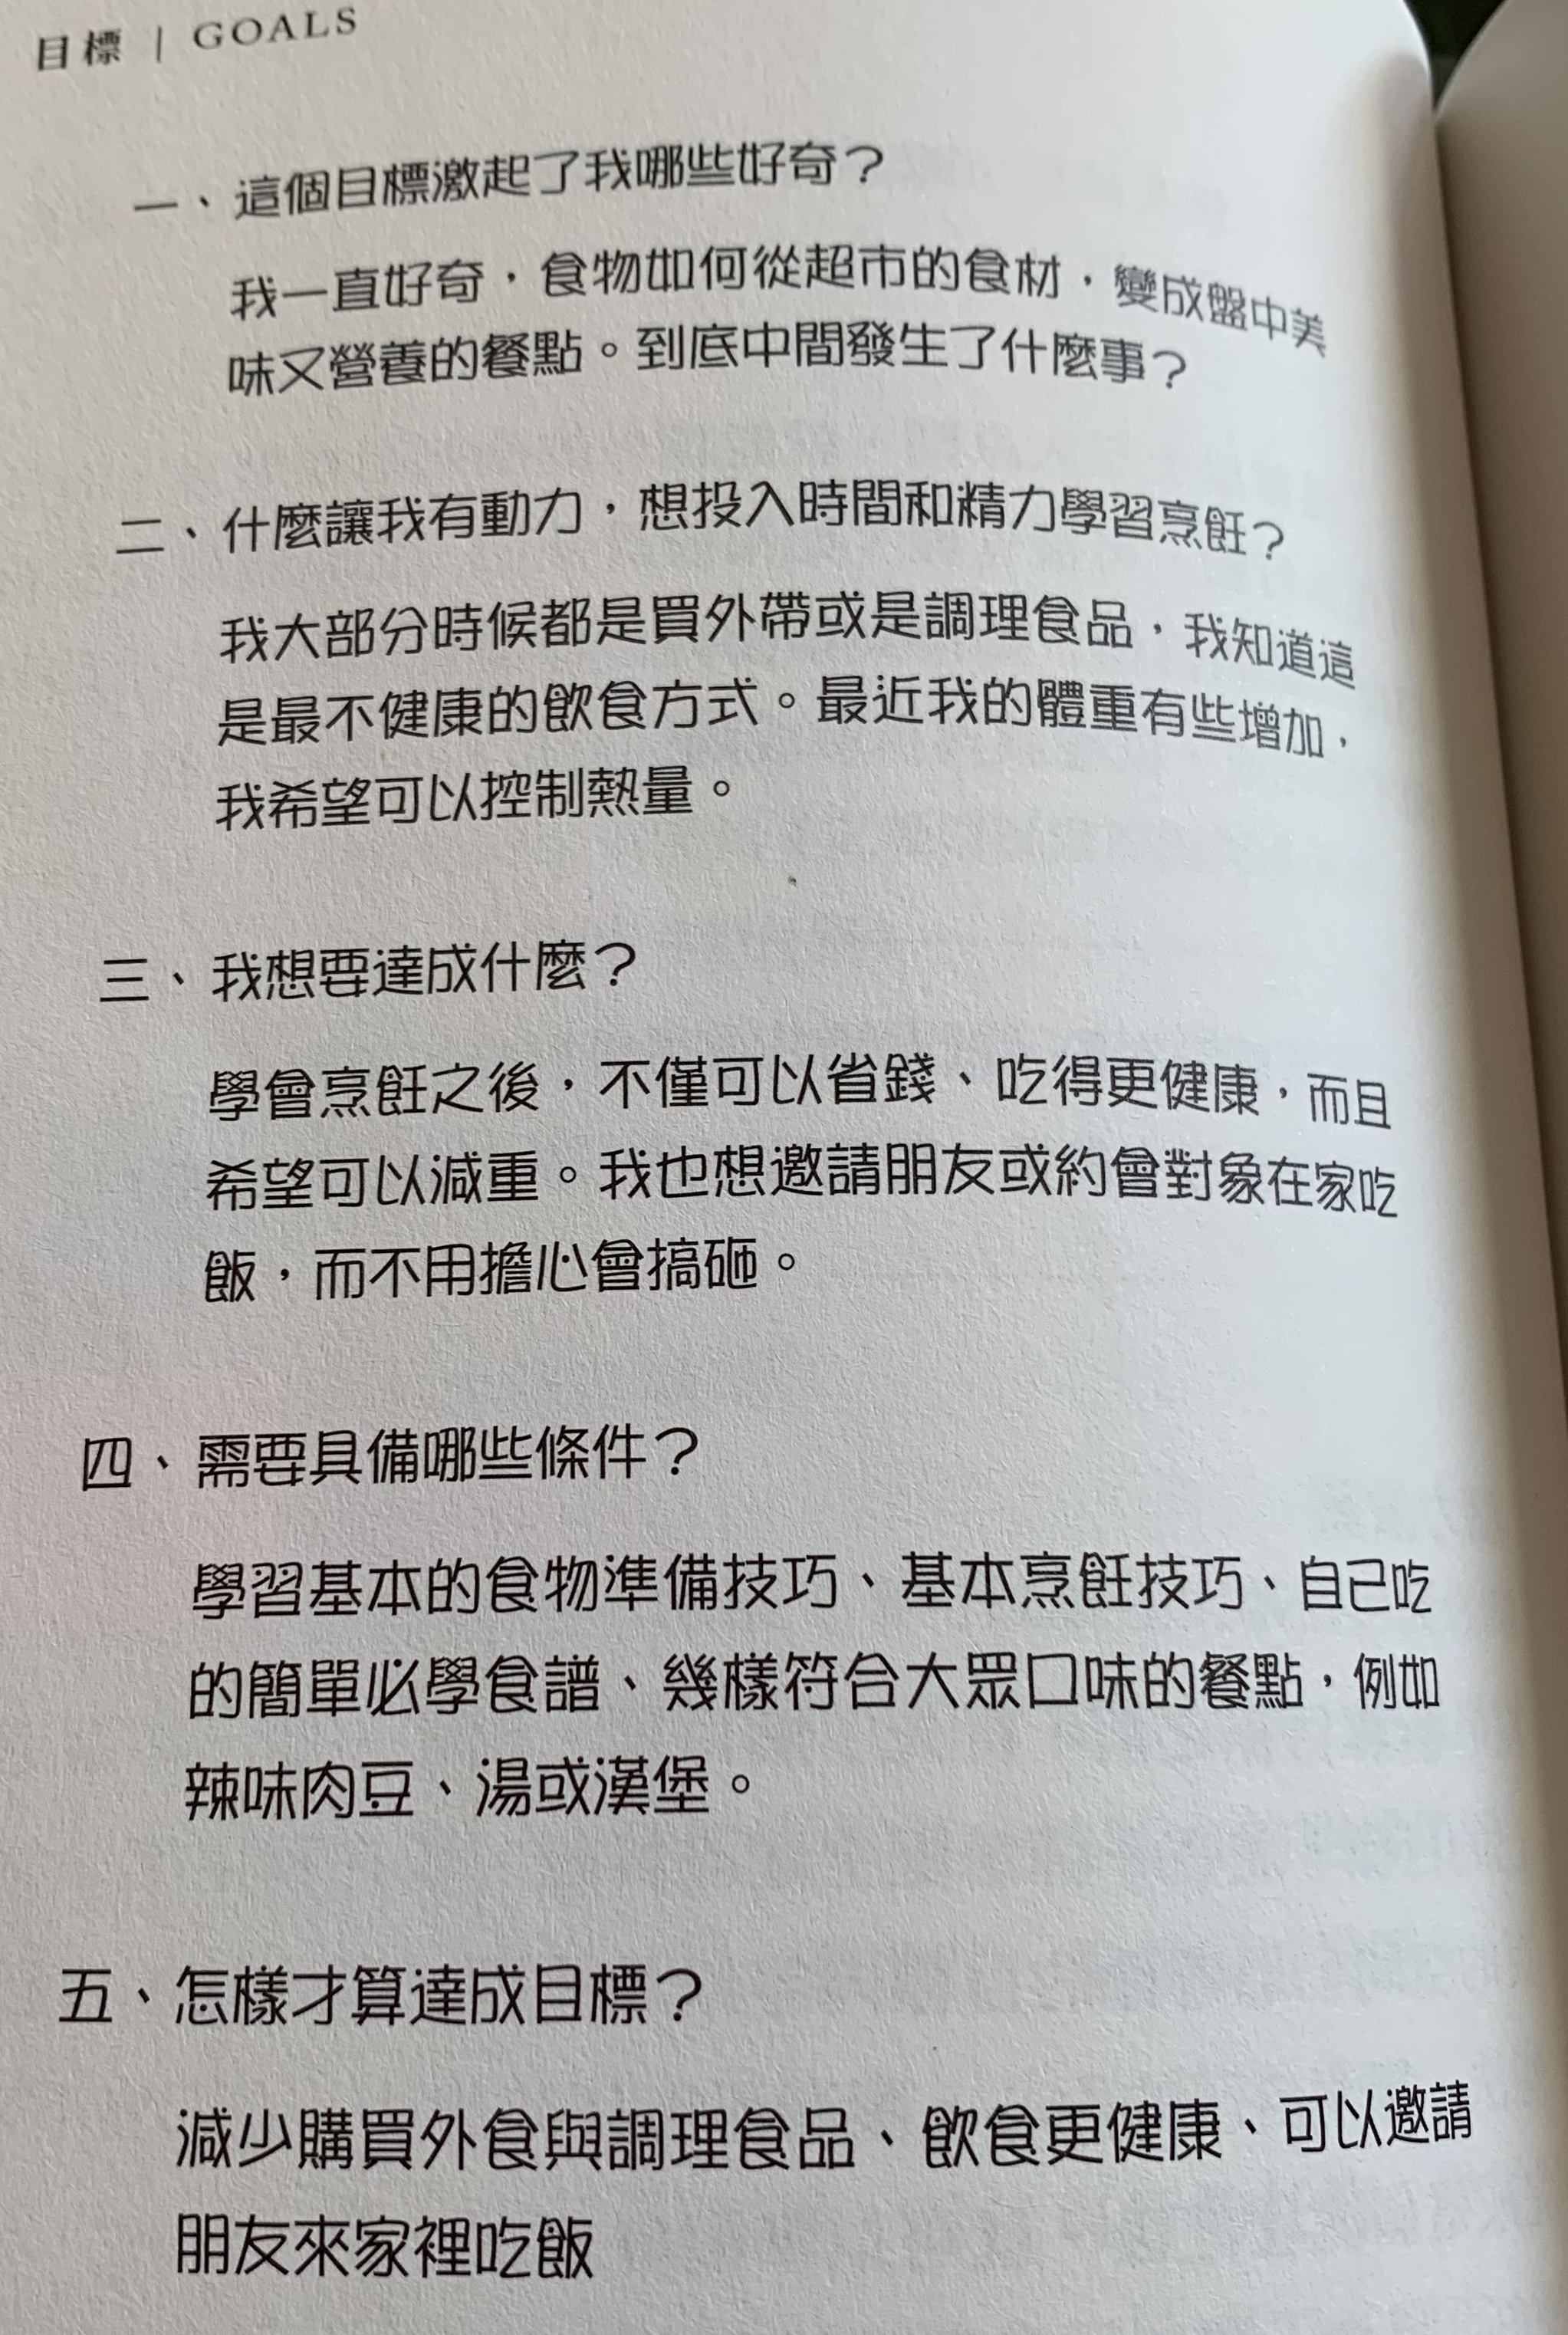 目標 | GOALS
一、這個目標激起了我哪些好奇？
我一直好奇，食物如何從超市的食材，變成盤中美
味又營養的餐點。到底中間發生了什麼事？
二、什麼讓我有動力，想投入時間和精力學習烹飪？
我大部分時候都是買外帶或是調理食品，我知道這
是最不健康的飲食方式。最近我的體重有些增加，
我希望可以控制熱量。
三、我想要達成什麼？
學會烹飪之後，不僅可以省錢、吃得更健康，而且
希望可以減重。我也想邀請朋友或約會對象在家吃
飯，而不用擔心會搞砸。
四、需要具備哪些條件？
學習基本的食物準備技巧、基本烹飪技巧、自己吃
的簡單必學食譜、幾樣符合大眾口味的餐點，例如
辣味肉豆、湯或漢堡。
五、怎樣才算達成目標？
減少購買外食與調理食品、飲食更健康、可以邀請
朋友來家裡吃飯